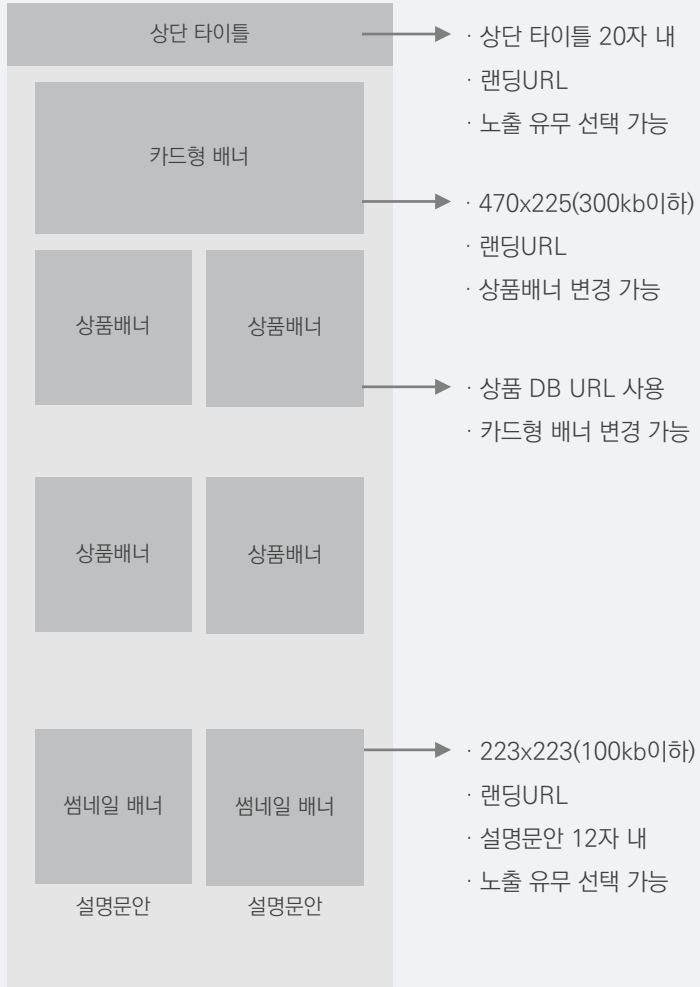 상단 타이틀
· 상단 타이틀 20자 내
· 랜딩URL
· 노출 유무 선택 가능
카드형 배너
· 470x225(300kb이하)
· 랜딩URL
· 상품배너 변경 가능
상품배너 상품배너
· 상품 DB URL 사용
· 카드형 배너 변경 가능
상품배너 상품배너
썸네일 배너 썸네일 배너
설명문안 설명문안
· 223x223(100kb이하)
· 랜딩URL
· 설명문안 12자 내
· 노출 유무 선택 가능